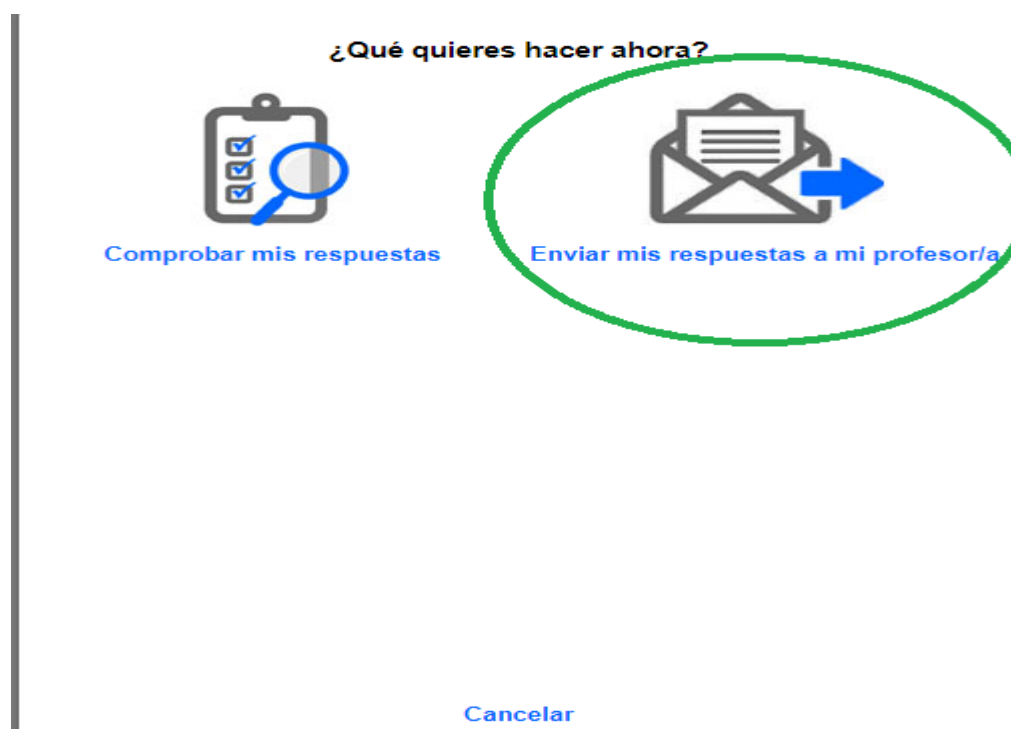 ¿Qué quieres hacer ahora?
Comprobar mis respuestas
Enviar mis respuestas a mi profesor/a
Cancelar